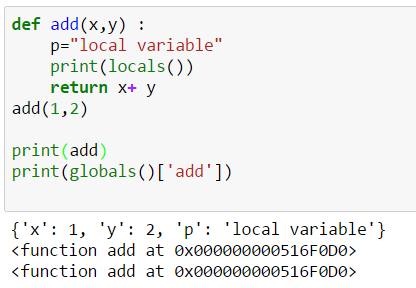 def add(x,y) :
    p="local variable"
    print(locals())
    return x+ y
add(1,2)
print(add)
print(globals()['add'])
{'x': 1, 'y': 2, 'p': 'local variable'}
<function add at 0x000000000516F0D0>
<function add at 0x000000000516F0D0>